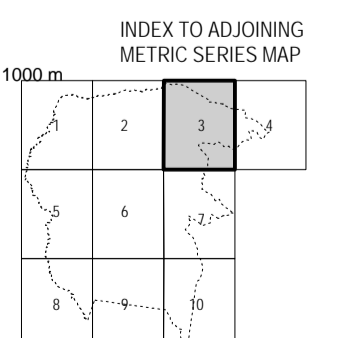 INDEX TO ADJOINING
METRIC SERIES MAP
1000 m
1 2 3 4
5 6 7
8 9 10